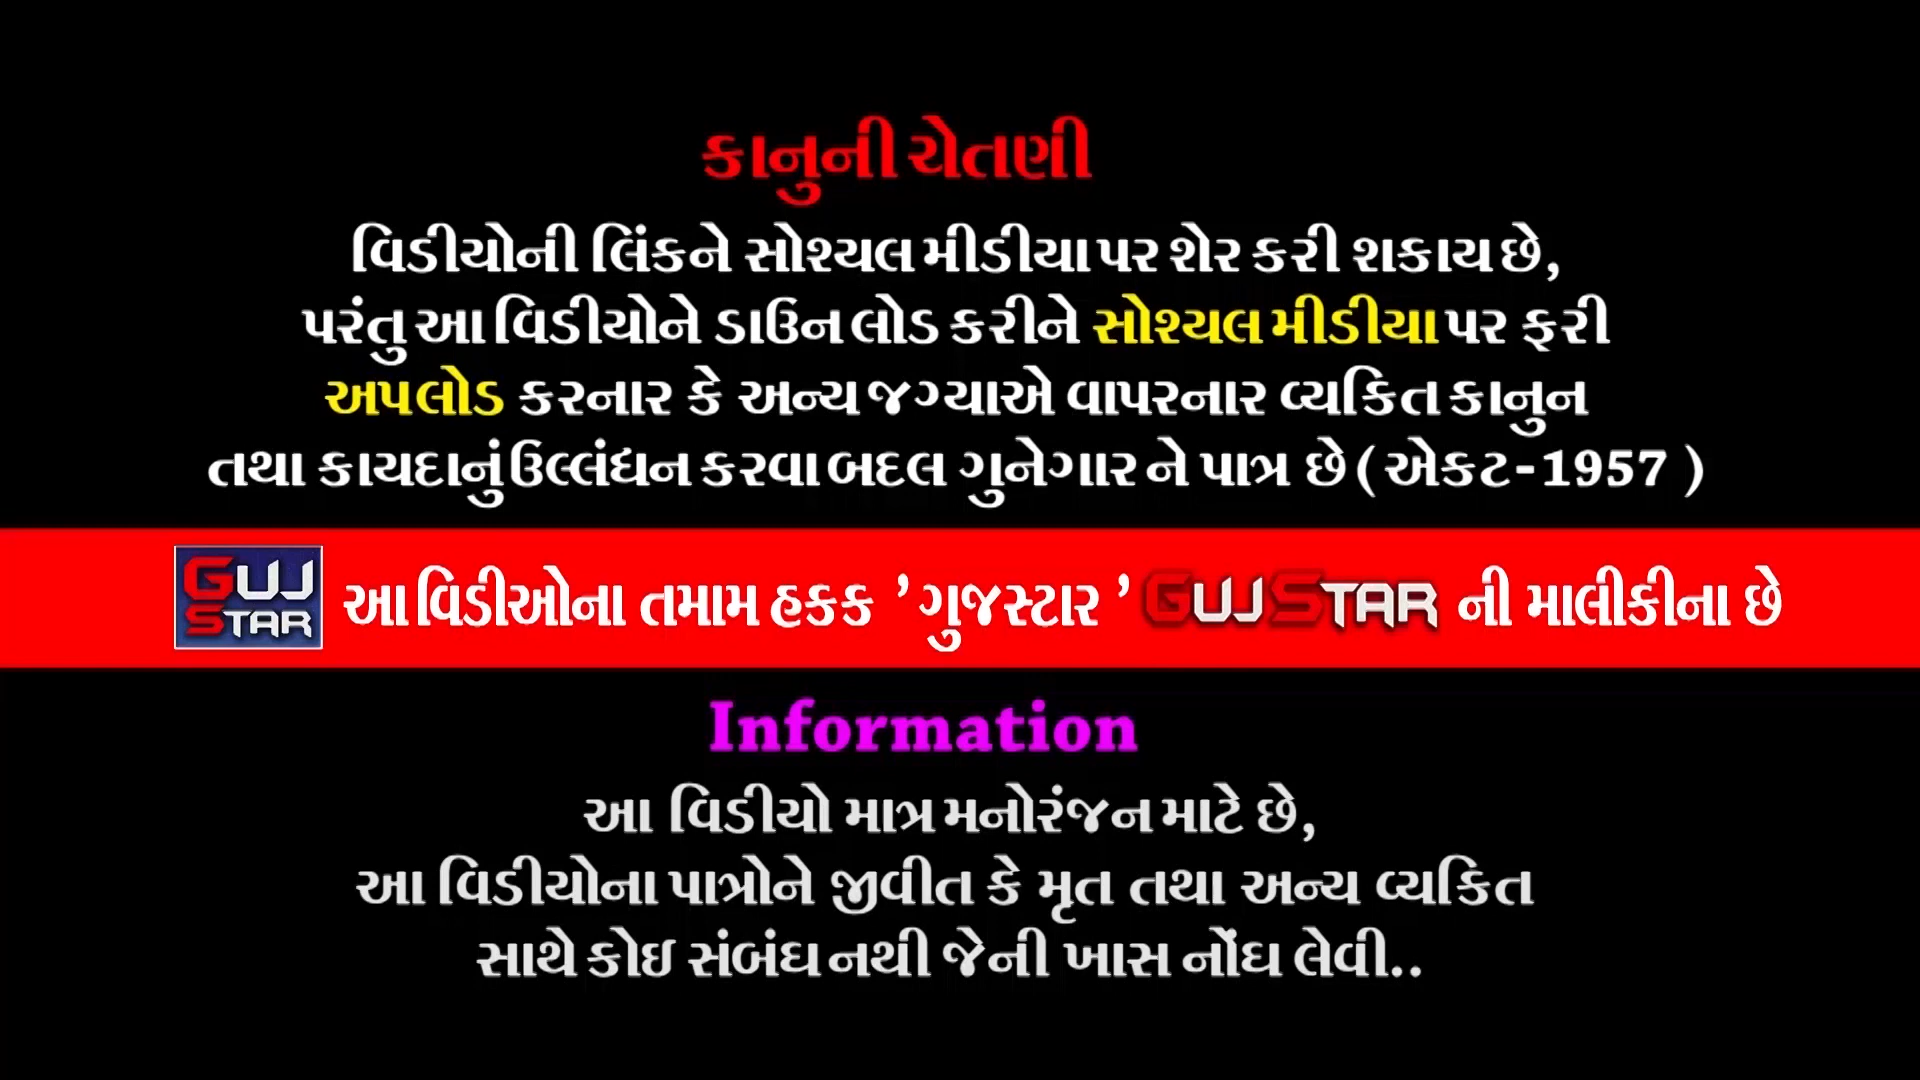 કાનુની ચેતણી
વિડીયોની લિંકને સોશ્યલ મીડીયા પર શેર કરી શકાય છે,
પરંતુ આ વિડીયોને ડાઉન લોડ કરીને સોશ્યલ મીડીયા પર ફરી
અપલોડ કરનાર કે અન્ય જગ્યાએ વાપરનાર વ્યકિત કાનુન
તથા કાયદાનું ઉલ્લંઘન કરવા બદલ ગુનેગાર ને પાત્ર છે ( એકટ-1957 )
GUJ STAR આ વિડીઓના તમામ હકક ’ ગુજસ્ટાર ’ GUJ STAR ની માલીકીના છે
Information
આ વિડીયો માત્ર મનોરંજન માટે છે,
આ વિડીયોના પાત્રોને જીવીત કે મૃત તથા અન્ય વ્યકિત
સાથે કોઇ સંબંધ નથી જેની ખાસ નોંધ લેવી..